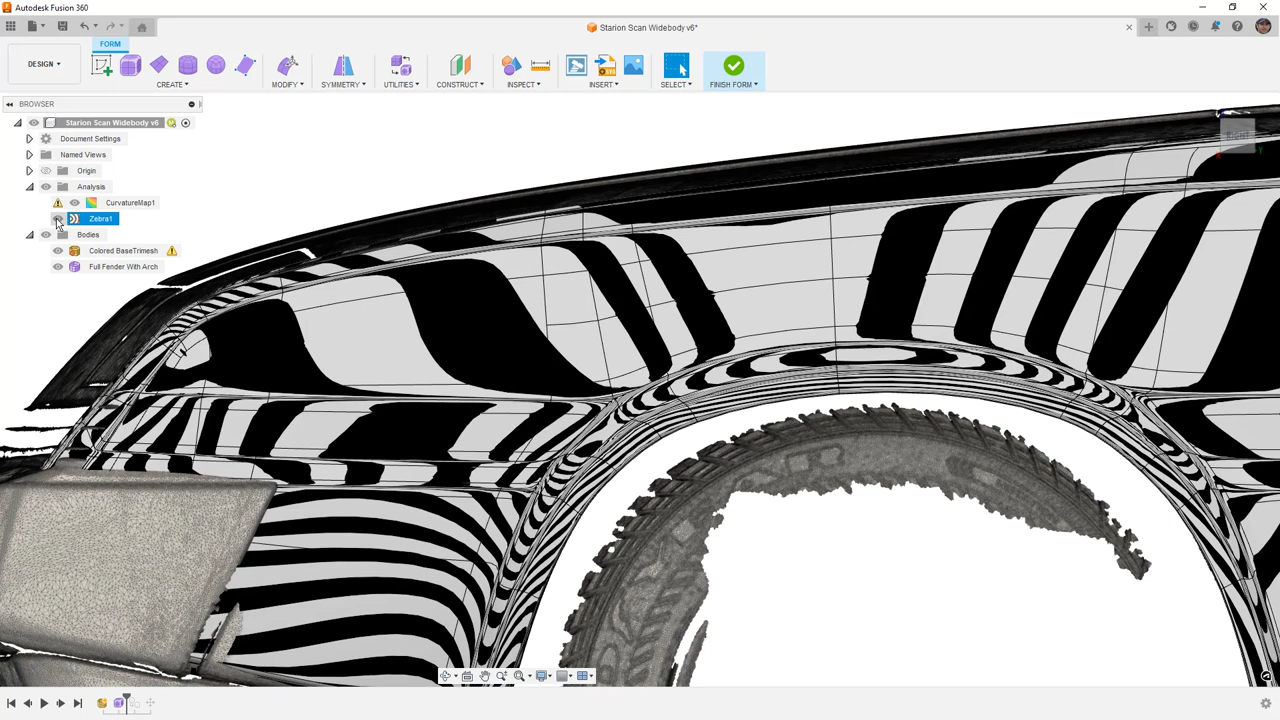 Autodesk Fusion 360
Starion Scan Widebody v6*
FORM
DESIGN
CREATE
MODIFY
SYMMETRY
UTILITIES
CONSTRUCT
INSPECT
INSERT
SELECT
FINISH FORM
BROWSER
Starion Scan Widebody v6
Document Settings
Named Views
Origin
Analysis
CurvatureMap1
Zebra1
Bodies
Colored BaseTrimesh
Full Fender With Arch